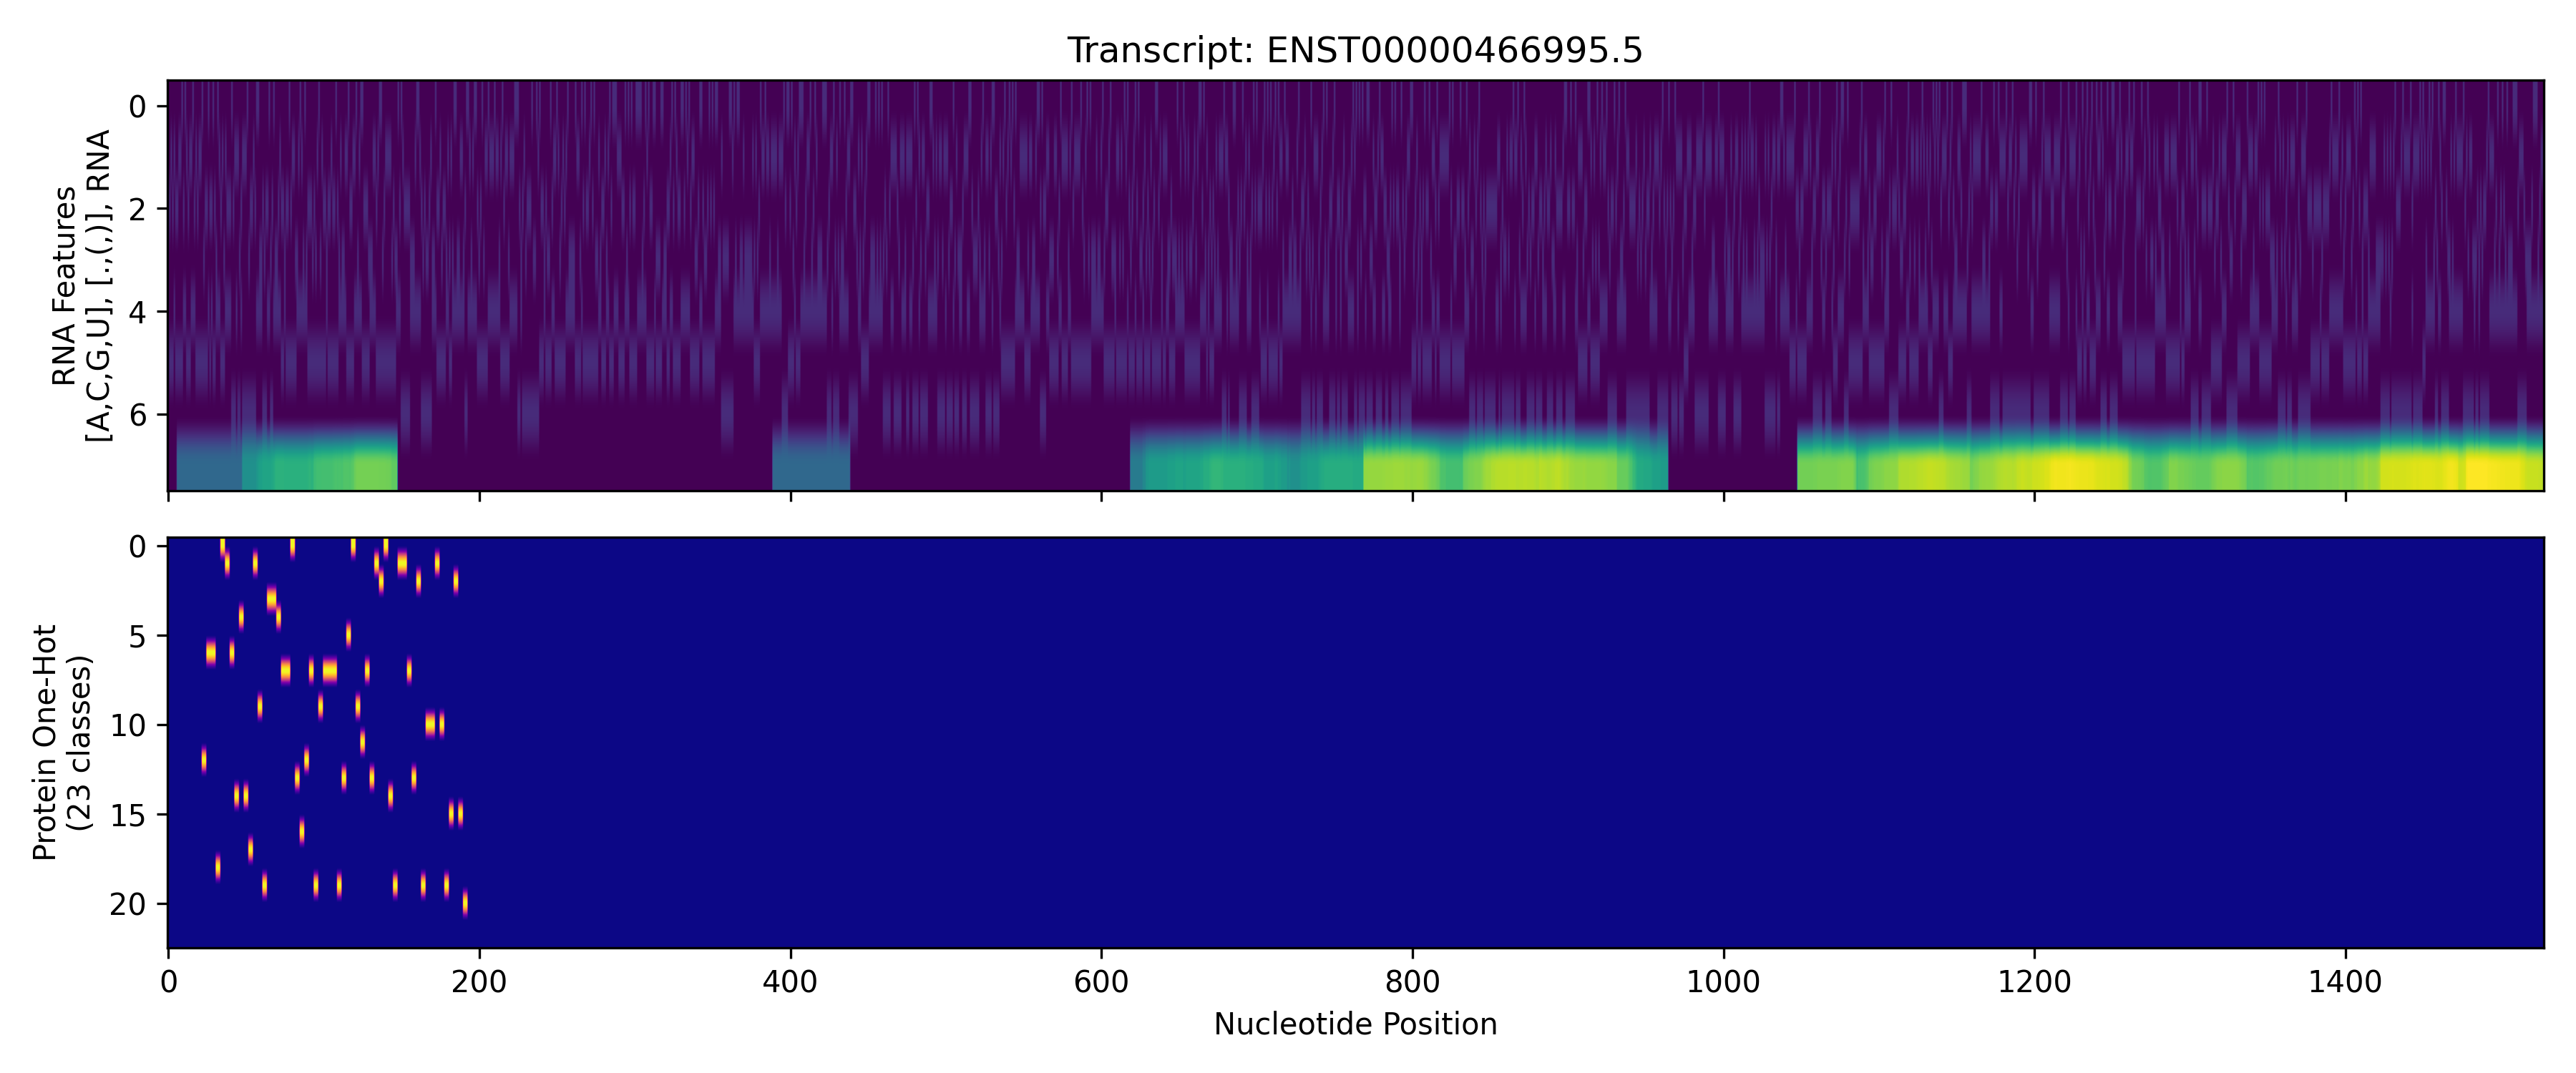 Transcript: ENST00000466995.5
RNA Features
[A,C,G,U], [.,(,)], RNA
0
2
4
6
Protein One-Hot
(23 classes)
0
5
10
15
20
0 200 400 600 800 1000 1200 1400
Nucleotide Position